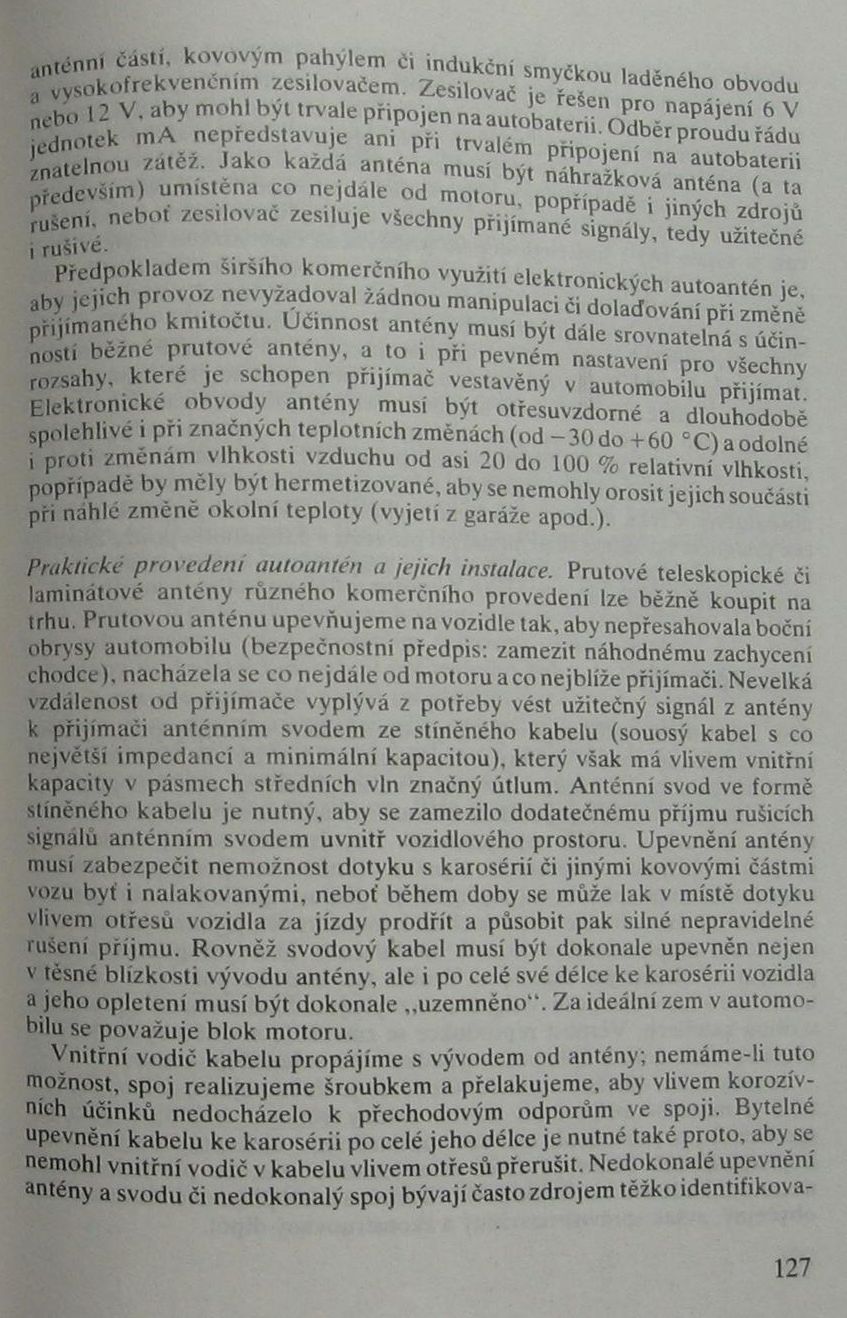 anténní částí, kovovým pahýlem či indukční smyčkou laděného obvodu
a vysokofrekvenčním zesilovačem. Zesilovač je řešen pro napájení 6 V
nebo 12 V, aby mohl být trvale připojen na autobaterii. Odběr proudu řádu
jednotek mA nepředstavuje ani při trvalém připojení na autobaterii
znatelnou zátěž. Jako každá anténa musí být náhražková anténa (a ta
především) umístěna co nejdále od motoru, popřípadě i jiných zdrojů
rušení, neboť zesilovač zesiluje všechny přijímané signály, tedy užitečné
i rušivé.
Předpokladem širšího komerčního využití elektronických autoantén je,
aby jejich provoz nevyžadoval žádnou manipulaci či dolaďování při změně
přijímaného kmitočtu. Účinnost antény musí být dále srovnatelná s účin-
ností běžné prutové antény, a to i při pevném nastavení pro všechny
rozsahy, které je schopen přijímač vestavěný v automobilu přijímat.
Elektronické obvody antény musí být otřesuvzdorné a dlouhodobě
spolehlivé i při značných teplotních změnách (od −30 do +60 °C) a odolné
i proti změnám vlhkosti vzduchu od asi 20 do 100 % relativní vlhkosti,
popřípadě by měly být hermetizované, aby se nemohly orosit jejich součásti
při náhlé změně okolní teploty (vyjetí z garáže apod.).
Praktické provedení autoantén a jejich instalace. Prutové teleskopické či
laminátové antény různého komerčního provedení lze běžně koupit na
trhu. Prutovou anténu upevňujeme na vozidle tak, aby nepřesahovala boční
obrysy automobilu (bezpečnostní předpis: zamezit náhodnému zachycení
chodce), nacházela se co nejdále od motoru a co nejblíže přijímači. Nevelká
vzdálenost od přijímače vyplývá z potřeby vést užitečný signál z antény
k přijímači anténním svodem ze stíněného kabelu (souosý kabel s co
největší impedancí a minimální kapacitou), který však má vlivem vnitřní
kapacity v pásmech středních vln značný útlum. Anténní svod ve formě
stíněného kabelu je nutný, aby se zamezilo dodatečnému příjmu rušicích
signálů anténním svodem uvnitř vozidlového prostoru. Upevnění antény
musí zabezpečit nemožnost dotyku s karosérií či jinými kovovými částmi
vozu byť i nalakovanými, neboť během doby se může lak v místě dotyku
vlivem otřesů vozidla za jízdy prodřít a působit pak silné nepravidelné
rušení příjmu. Rovněž svodový kabel musí být dokonale upevněn nejen
v těsné blízkosti vývodu antény, ale i po celé své délce ke karosérii vozidla
a jeho opletení musí být dokonale „uzemněno“. Za ideální zem v automo-
bilu se považuje blok motoru.
Vnitřní vodič kabelu propájíme s vývodem od antény; nemáme-li tuto
možnost, spoj realizujeme šroubkem a přelakujeme, aby vlivem korozív-
ních účinků nedocházelo k přechodovým odporům ve spoji. Bytelné
upevnění kabelu ke karosérii po celé jeho délce je nutné také proto, aby se
nemohl vnitřní vodič v kabelu vlivem otřesů přerušit. Nedokonalé upevnění
antény a svodu či nedokonalý spoj bývají často zdrojem těžko identifikova-
127